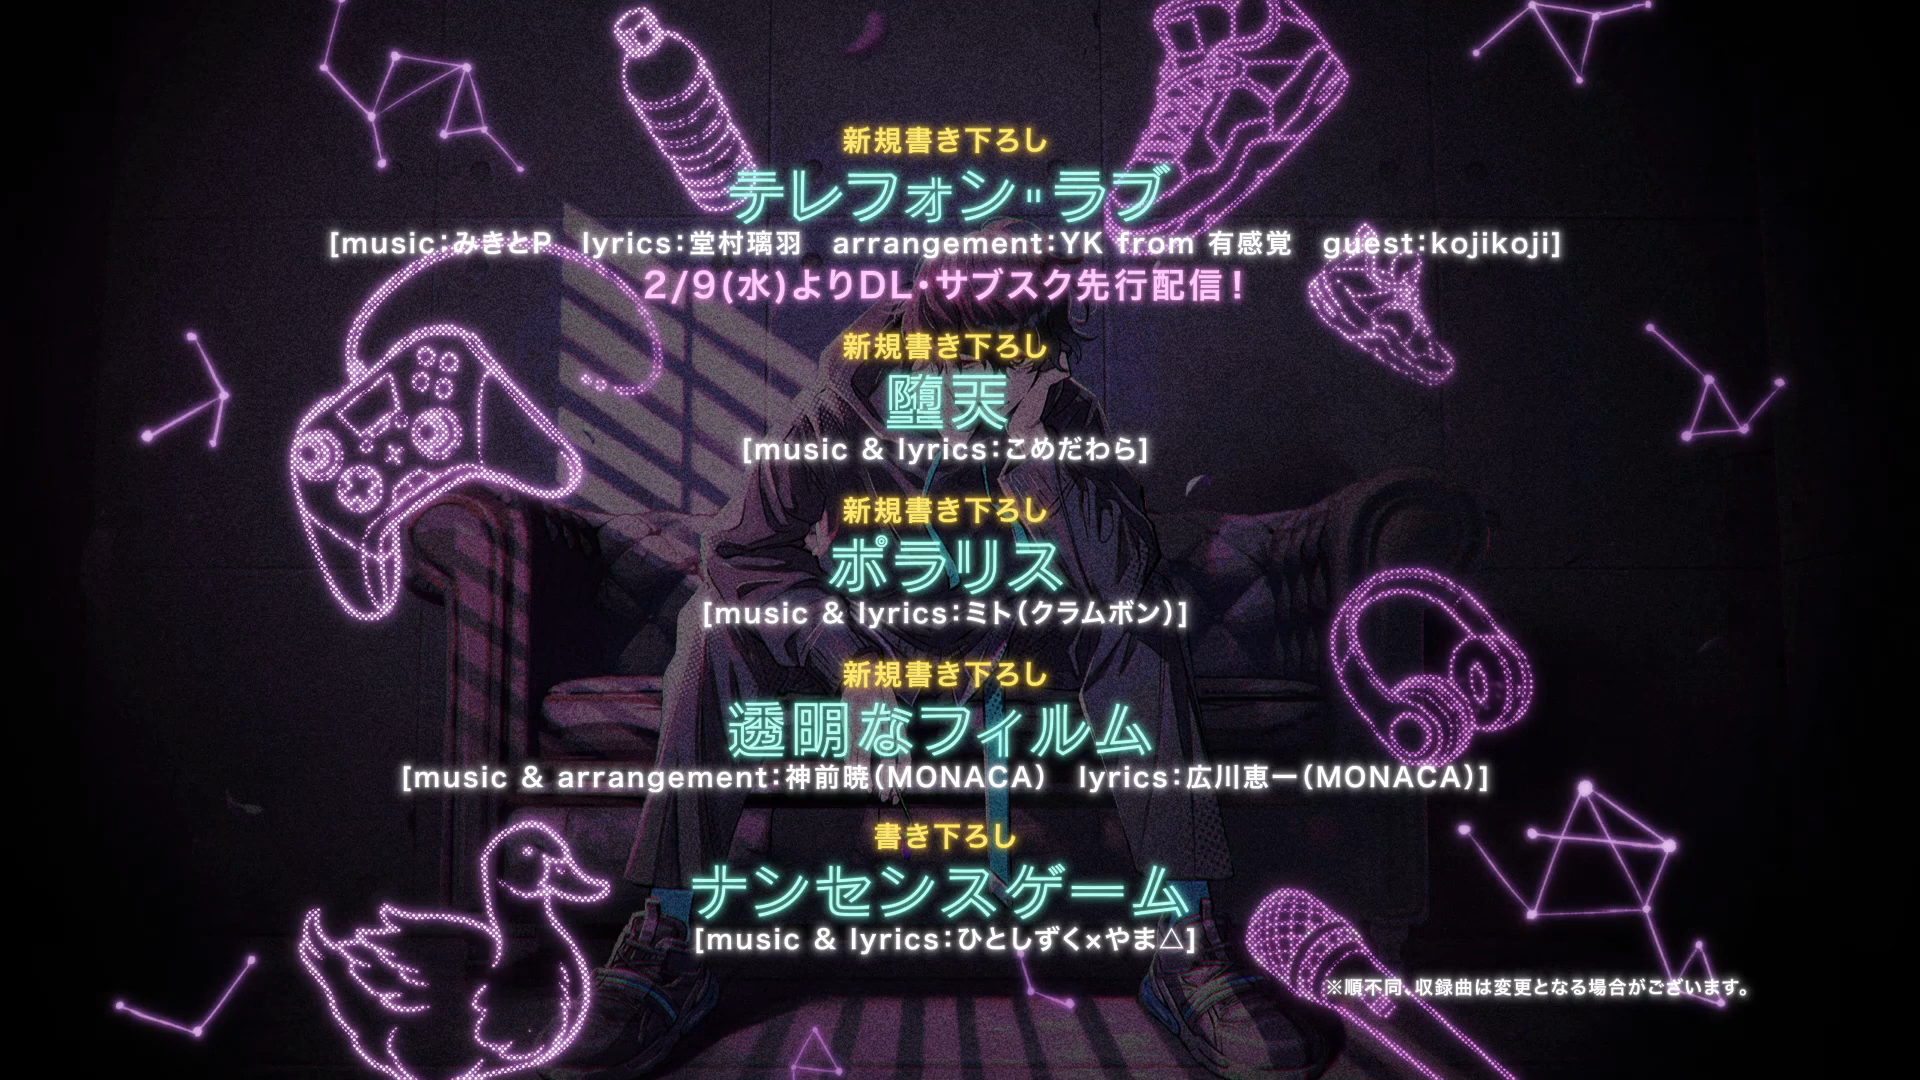 新規書き下ろし
テレフォン"ラブ
[music：みきとP　lyrics：堂村璃羽　arrangement：YK from 有感覚　guest：kojikoji]
2/9(水)よりDL・サブスク先行配信！
新規書き下ろし
堕天
[music & lyrics：こめだわら]
新規書き下ろし
ポラリス
[music & lyrics：ミト（クラムボン）]
新規書き下ろし
透明なフィルム
[music & arrangement：神前暁（MONACA）　lyrics：広川恵一（MONACA）]
書き下ろし
ナンセンスゲーム
[music & lyrics：ひとしずく×やま△]
※順不同、収録曲は変更となる場合がございます。